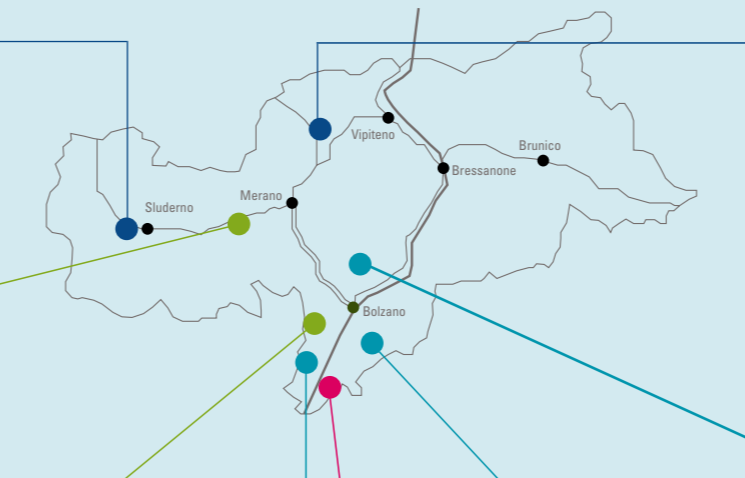 Vipiteno
Brunico
Bressanone
Merano
Sluderno
Bolzano